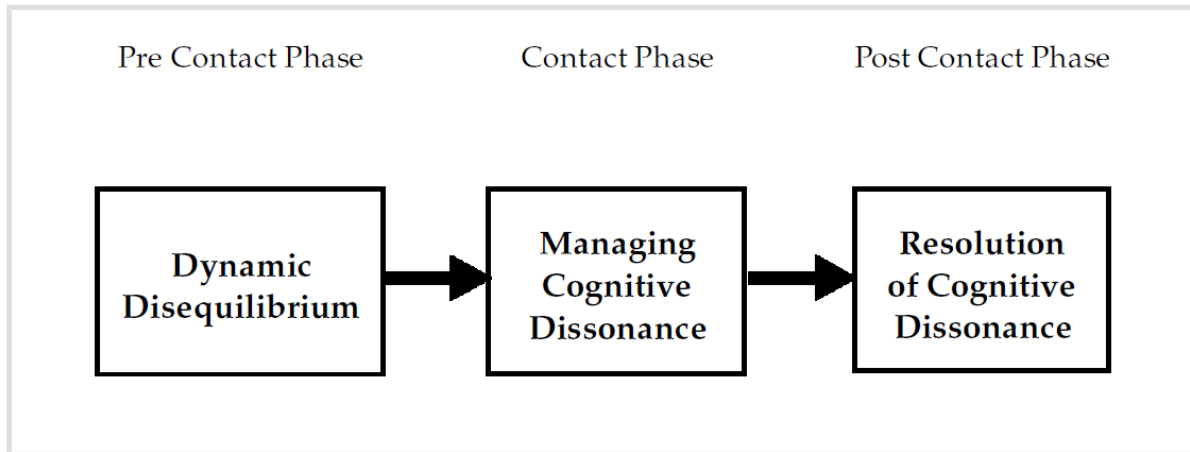 Pre Contact Phase
Contact Phase
Post Contact Phase
Dynamic
Disequilibrium
Managing
Cognitive
Dissonance
Resolution
of Cognitive
Dissonance